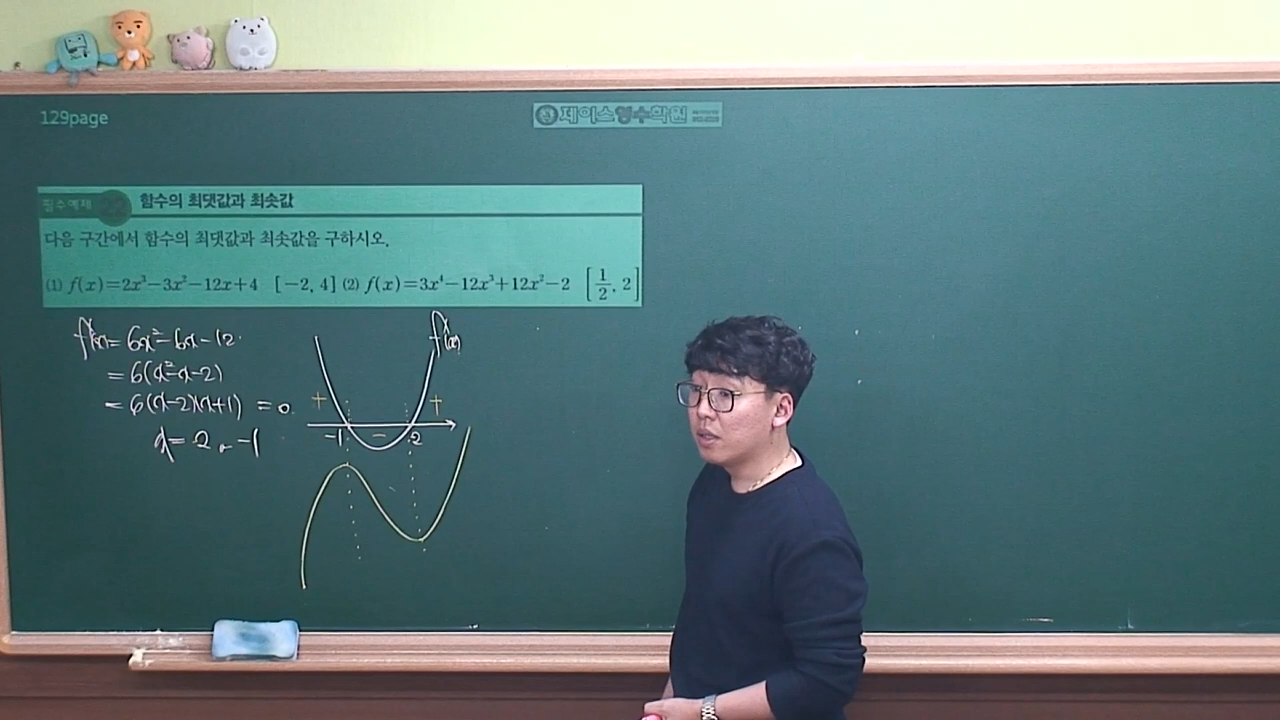 129page
제이스영수학원
필수예제 22 함수의 최댓값과 최솟값
다음 구간에서 함수의 최댓값과 최솟값을 구하시오.
(1) f(x)=2x³-3x²-12x+4 [-2, 4] (2) f(x)=3x⁴-12x³+12x²-2 [1/2, 2]
f'(x)= 6x²-6x-12
= 6(x²-x-2)
= 6(x-2)(x+1) = 0
x= 2 or -1
f'(x)
+ +
-1 - 2